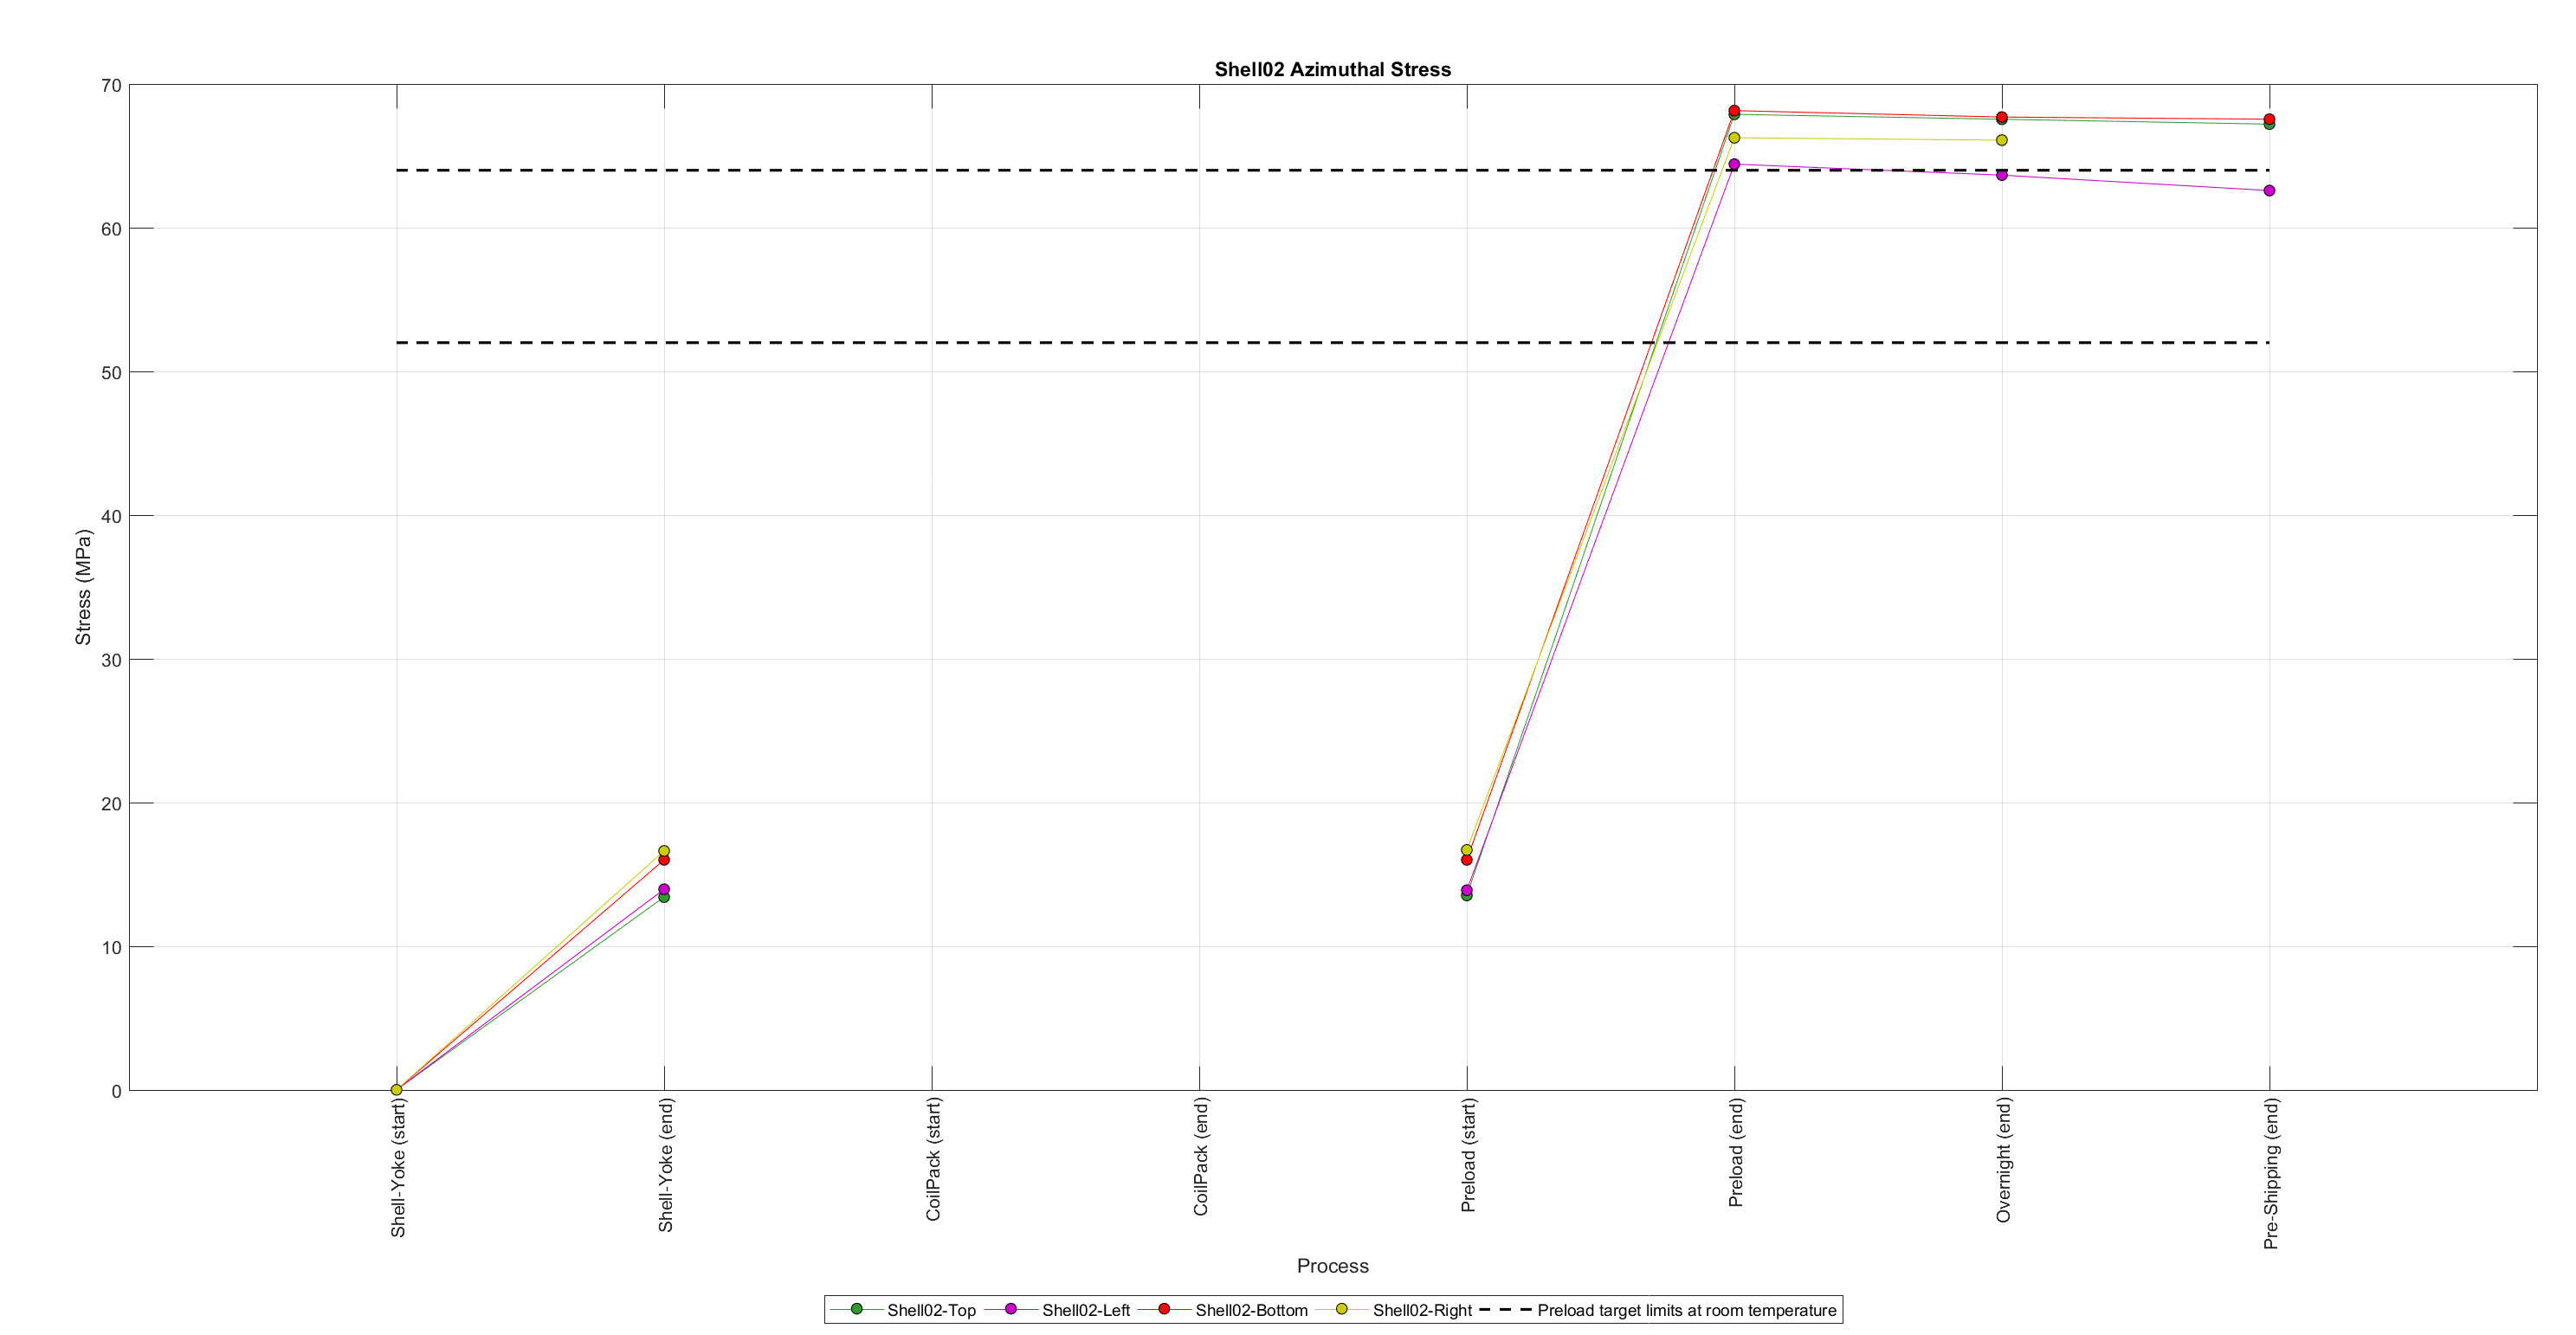 Shell02 Azimuthal Stress
70
60
50
40
30
20
10
0
Stress (MPa)
Shell-Yoke (start)
Shell-Yoke (end)
CoilPack (start)
CoilPack (end)
Preload (start)
Preload (end)
Overnight (end)
Pre-Shipping (end)
Process
Shell02-Top Shell02-Left Shell02-Bottom Shell02-Right Preload target limits at room temperature